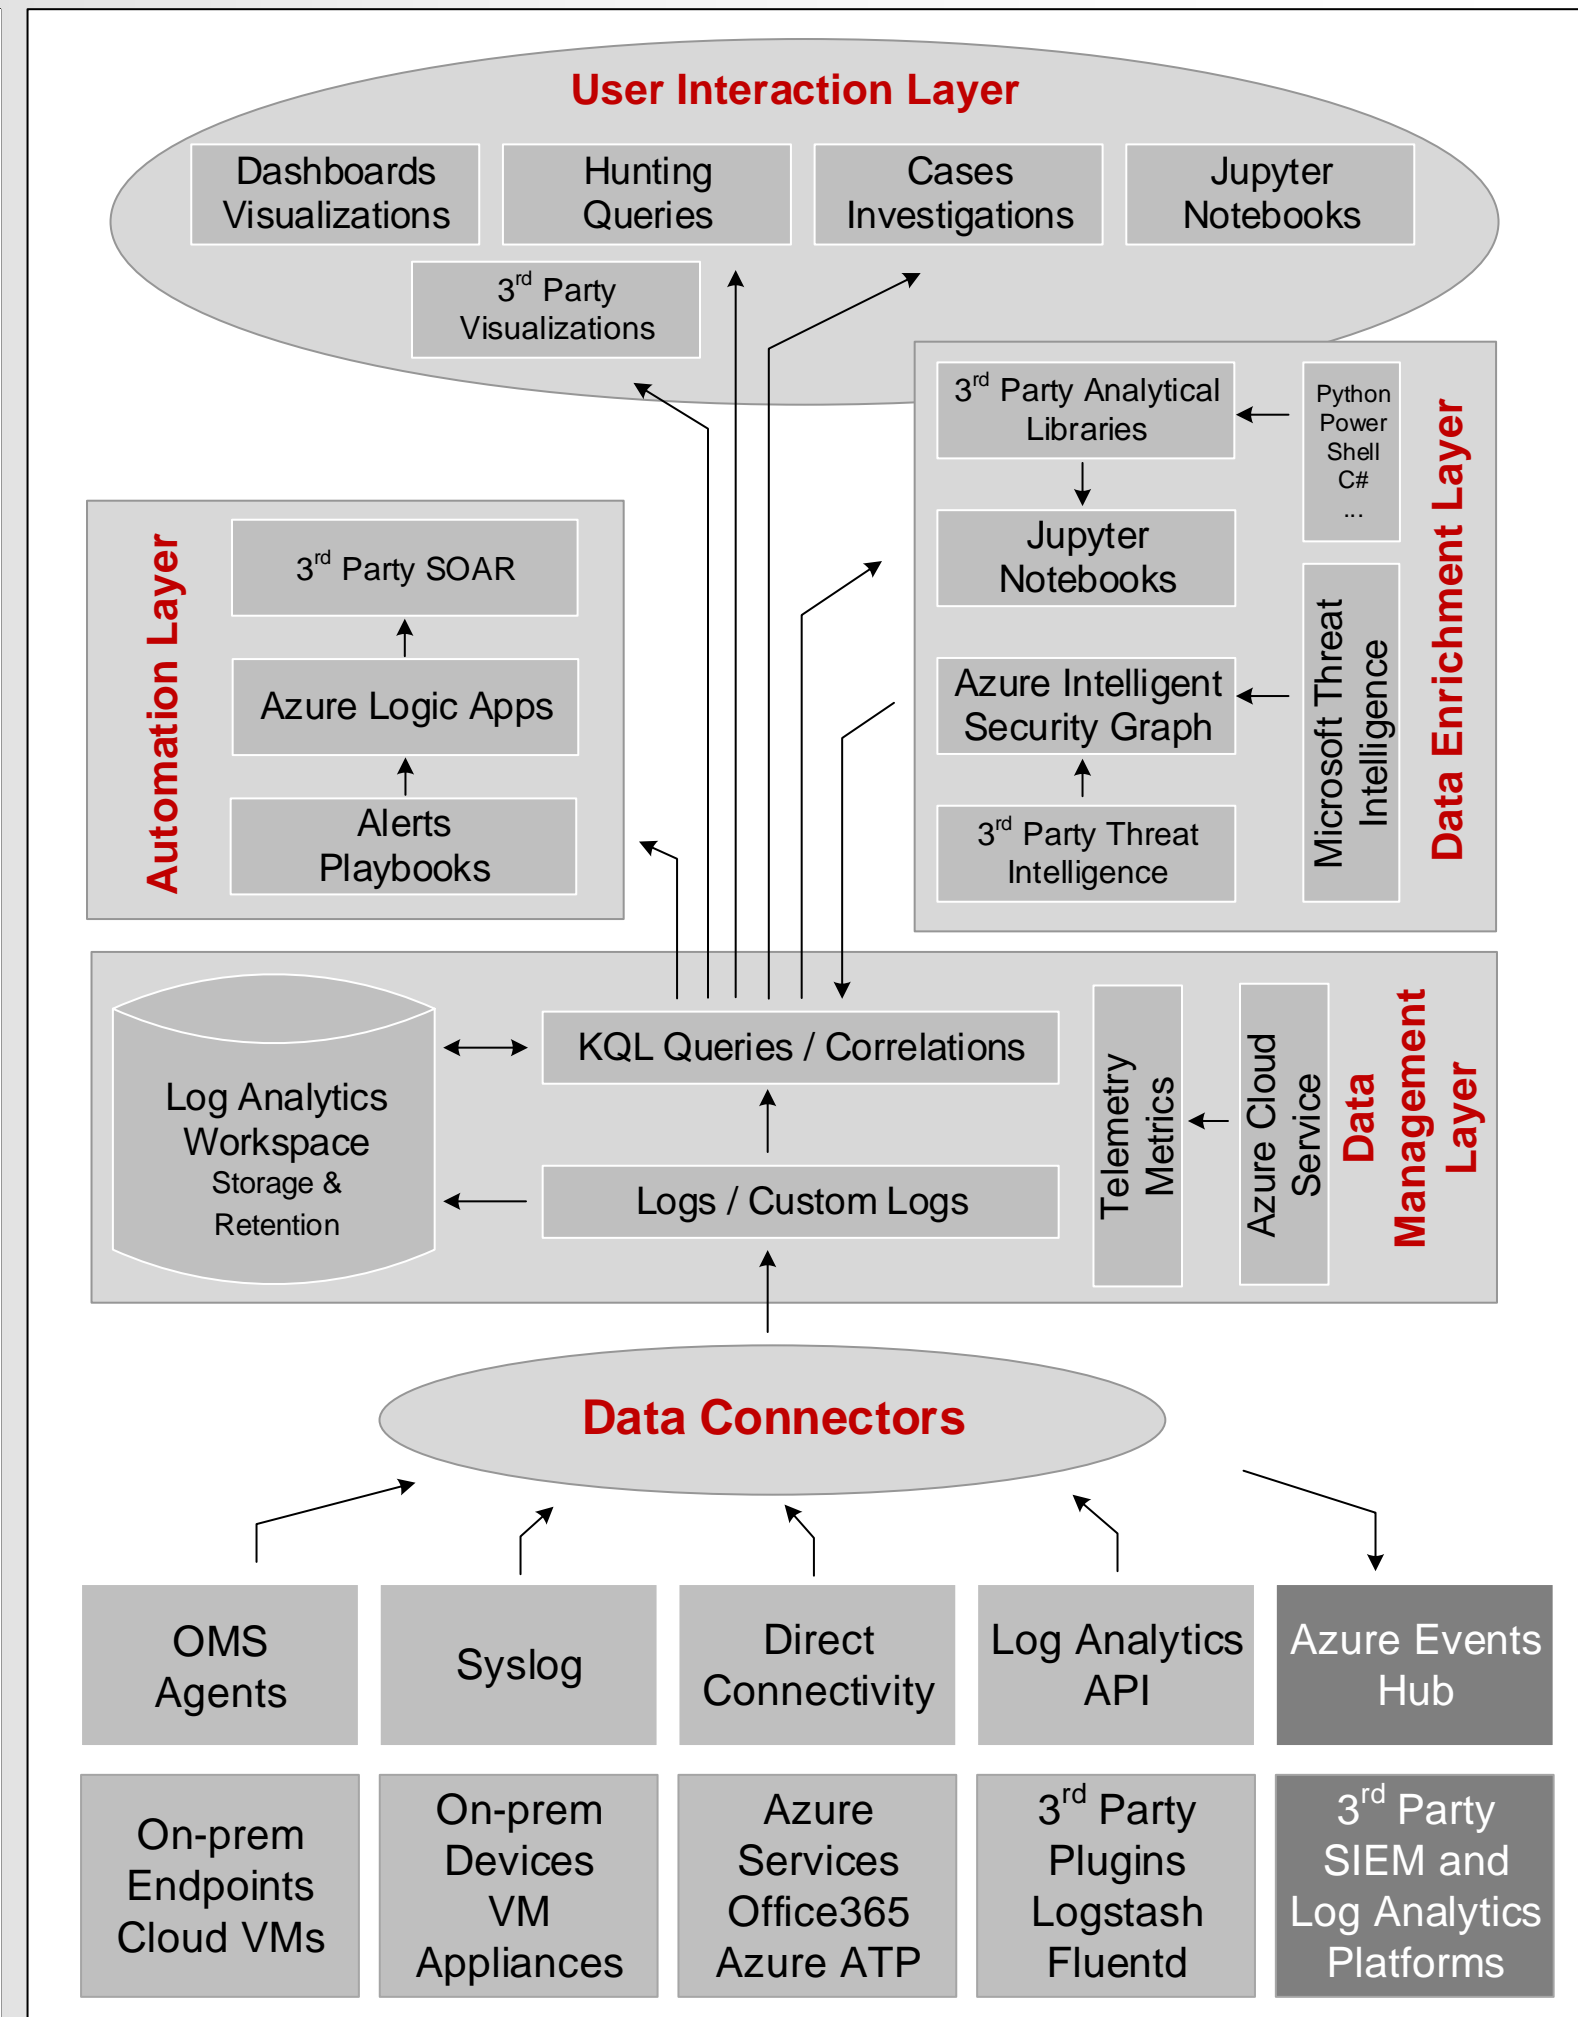 User Interaction Layer
Dashboards
Visualizations
Hunting
Queries
Cases
Investigations
Jupyter
Notebooks
3rd Party
Visualizations
3rd Party Analytical
Libraries
Python
Power
Shell
C#
...
Jupyter
Notebooks
Azure Intelligent
Security Graph
3rd Party Threat
Intelligence
Microsoft Threat
Intelligence
Data Enrichment Layer
Automation Layer
3rd Party SOAR
Azure Logic Apps
Alerts
Playbooks
Log Analytics
Workspace
Storage &
Retention
KQL Queries / Correlations
Logs / Custom Logs
Telemetry
Metrics
Azure Cloud
Service
Data
Management
Layer
Data Connectors
OMS
Agents
Syslog
Direct
Connectivity
Log Analytics
API
Azure Events
Hub
On-prem
Endpoints
Cloud VMs
On-prem
Devices
VM
Appliances
Azure
Services
Office365
Azure ATP
3rd Party
Plugins
Logstash
Fluentd
3rd Party
SIEM and
Log Analytics
Platforms